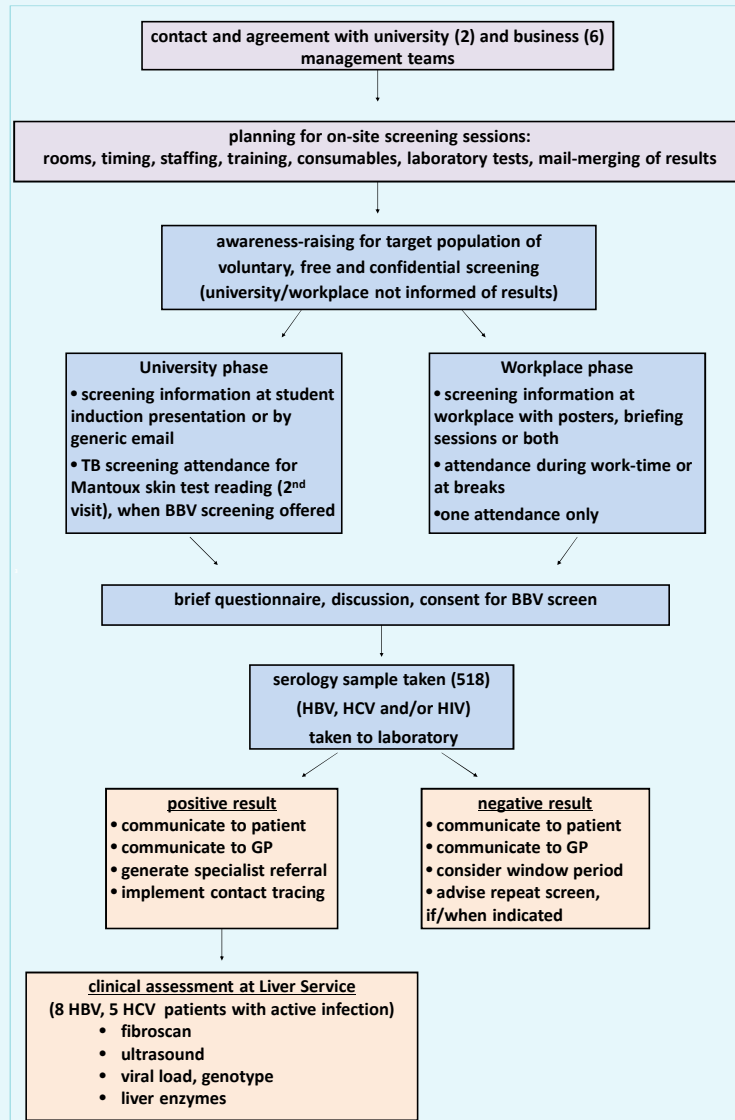 contact and agreement with university (2) and business (6)
management teams
planning for on-site screening sessions:
rooms, timing, staffing, training, consumables, laboratory tests, mail-merging of results
awareness-raising for target population of
voluntary, free and confidential screening
(university/workplace not informed of results)
University phase
• screening information at student
induction presentation or by
generic email
• TB screening attendance for
Mantoux skin test reading (2nd
visit), when BBV screening offered
Workplace phase
• screening information at
workplace with posters, briefing
sessions or both
• attendance during work-time or
at breaks
•one attendance only
brief questionnaire, discussion, consent for BBV screen
serology sample taken (518)
(HBV, HCV and/or HIV)
taken to laboratory
positive result
• communicate to patient
• communicate to GP
• generate specialist referral
• implement contact tracing
negative result
• communicate to patient
• communicate to GP
• consider window period
• advise repeat screen,
if/when indicated
clinical assessment at Liver Service
(8 HBV, 5 HCV patients with active infection)
• fibroscan
• ultrasound
• viral load, genotype
• liver enzymes